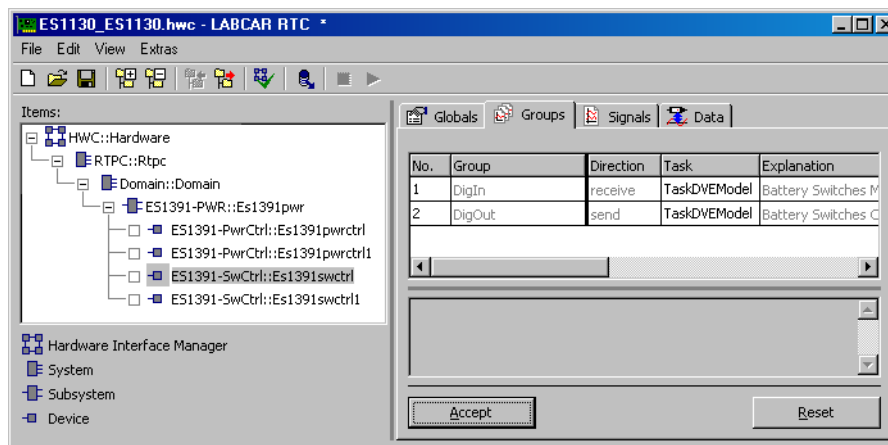 ES1130_ES1130.hwc - LABCAR RTC *
File Edit View Extras
Items:
HWC::Hardware
RTPC::Rtpc
Domain::Domain
ES1391-PWR::Es1391pwr
ES1391-PwrCtrl::Es1391pwrctrl
ES1391-PwrCtrl::Es1391pwrctrl1
ES1391-SwCtrl::Es1391swctrl
ES1391-SwCtrl::Es1391swctrl1
Hardware Interface Manager
System
Subsystem
Device
Globals Groups Signals Data
No. Group Direction Task Explanation
1 DigIn receive TaskDVEModel Battery Switches M
2 DigOut send TaskDVEModel Battery Switches C
Accept Reset